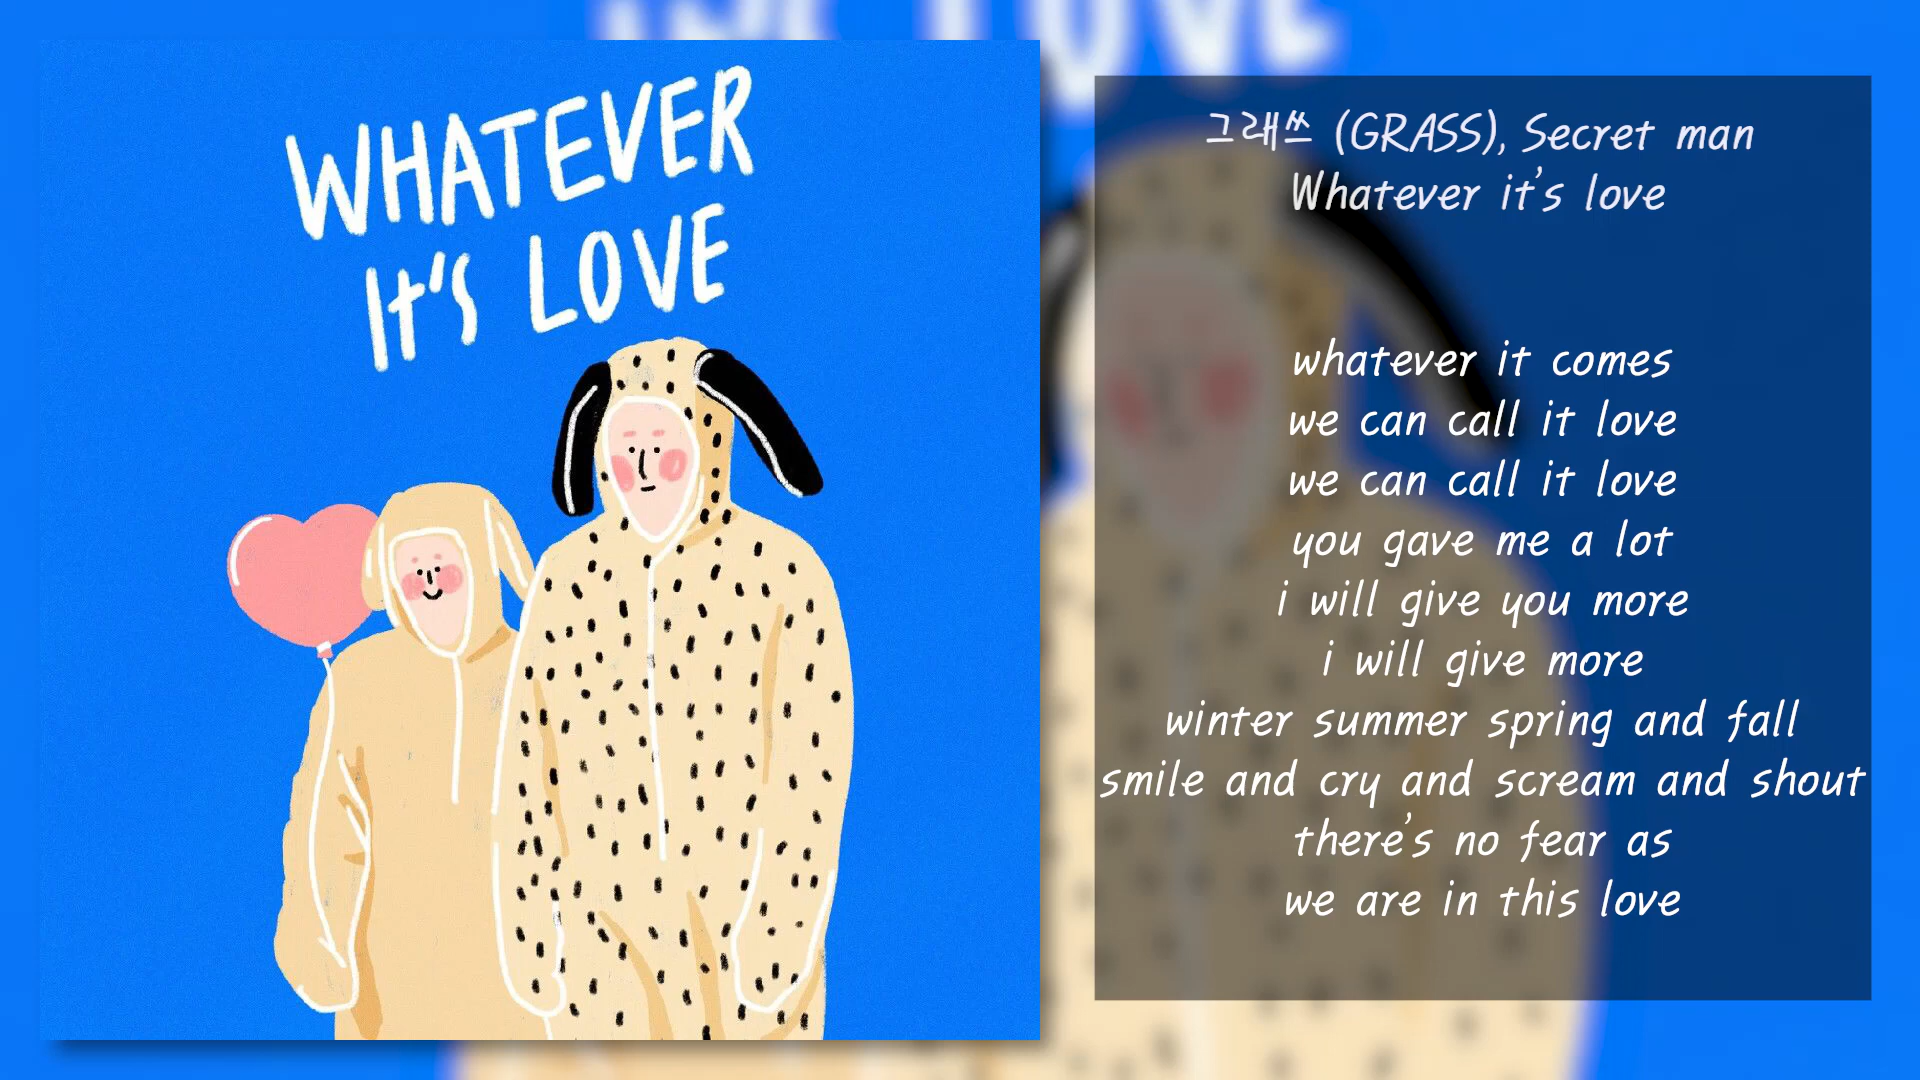 WHATEVER
It's LOVE
그래쓰 (GRASS), Secret man
Whatever it's love
whatever it comes
we can call it love
we can call it love
you gave me a lot
i will give you more
i will give more
winter summer spring and fall
smile and cry and scream and shout
there's no fear as
we are in this love